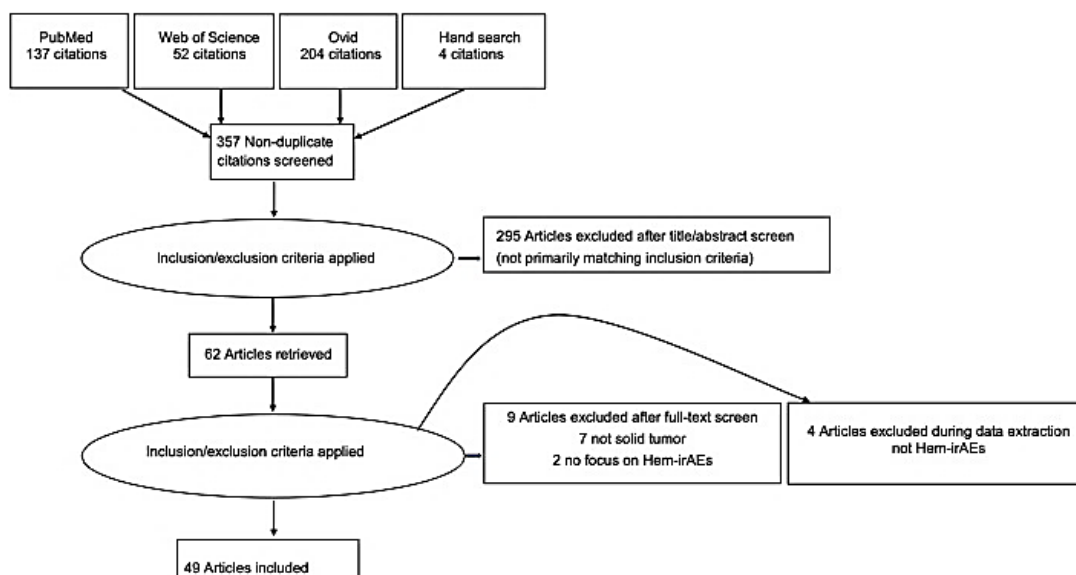 PubMed
137 citations
Web of Science
52 citations
Ovid
204 citations
Hand search
4 citations
357 Non-duplicate
citations screened
Inclusion/exclusion criteria applied
295 Articles excluded after title/abstract screen
(not primarily matching inclusion criteria)
62 Articles retrieved
Inclusion/exclusion criteria applied
9 Articles excluded after full-text screen
7 not solid tumor
2 no focus on Hem-irAEs
4 Articles excluded during data extraction
not Hem-irAEs
49 Articles included